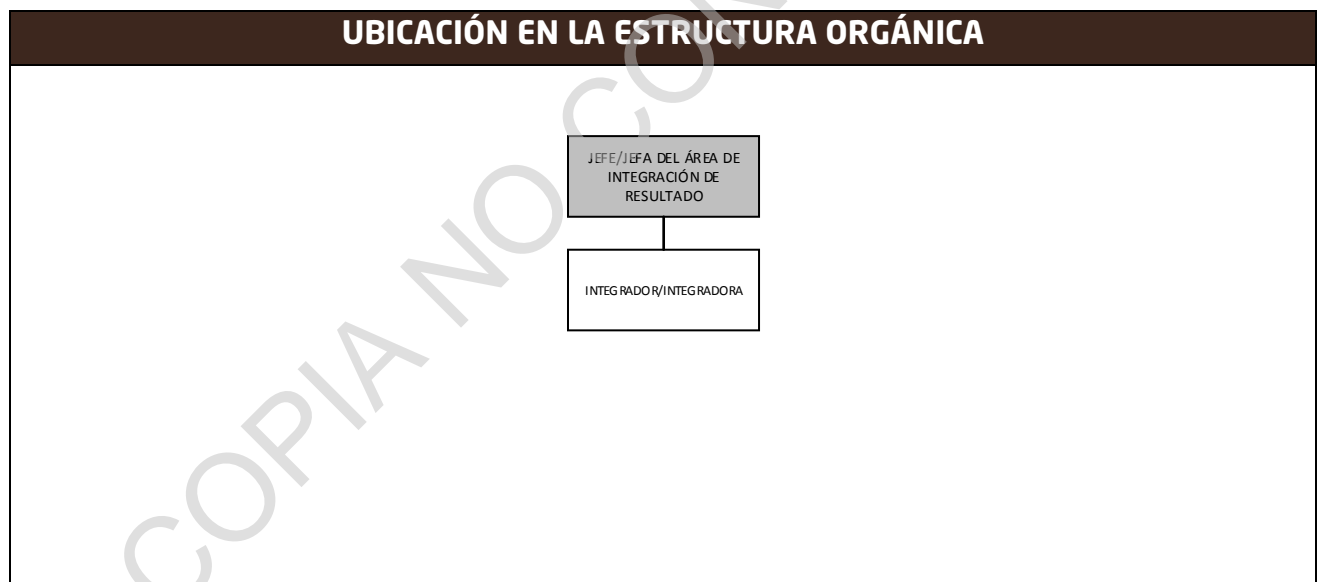 UBICACIÓN EN LA ESTRUCTURA ORGÁNICA
JEFE/JEFA DEL ÁREA DE
INTEGRACIÓN DE
RESULTADO
INTEGRADOR/INTEGRADORA
COPIA NO CON